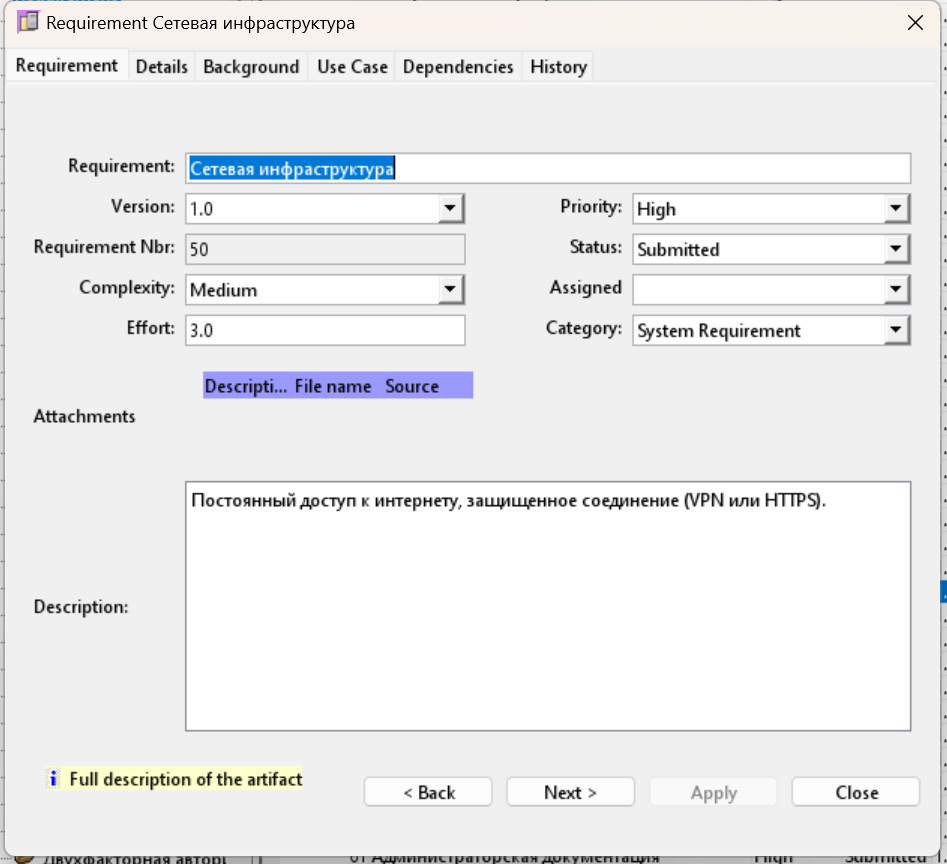 Requirement Сетевая инфраструктура
Requirement Details Background Use Case Dependencies History
Requirement: Сетевая инфраструктура
Version: 1.0 Priority: High
Requirement Nbr: 50 Status: Submitted
Complexity: Medium Assigned
Effort: 3.0 Category: System Requirement
Descripti... File name Source
Attachments
Постоянный доступ к интернету, защищенное соединение (VPN или HTTPS).
Description:
Full description of the artifact
< Back Next > Apply Close
Двухфакторная автор Администраторская документация High Submitted